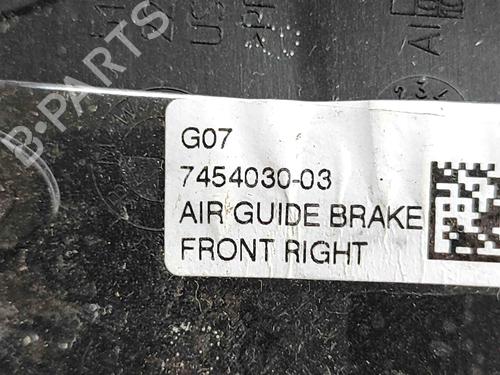 B-PARTS
G07
7454030-03
AIR GUIDE BRAKE
FRONT RIGHT